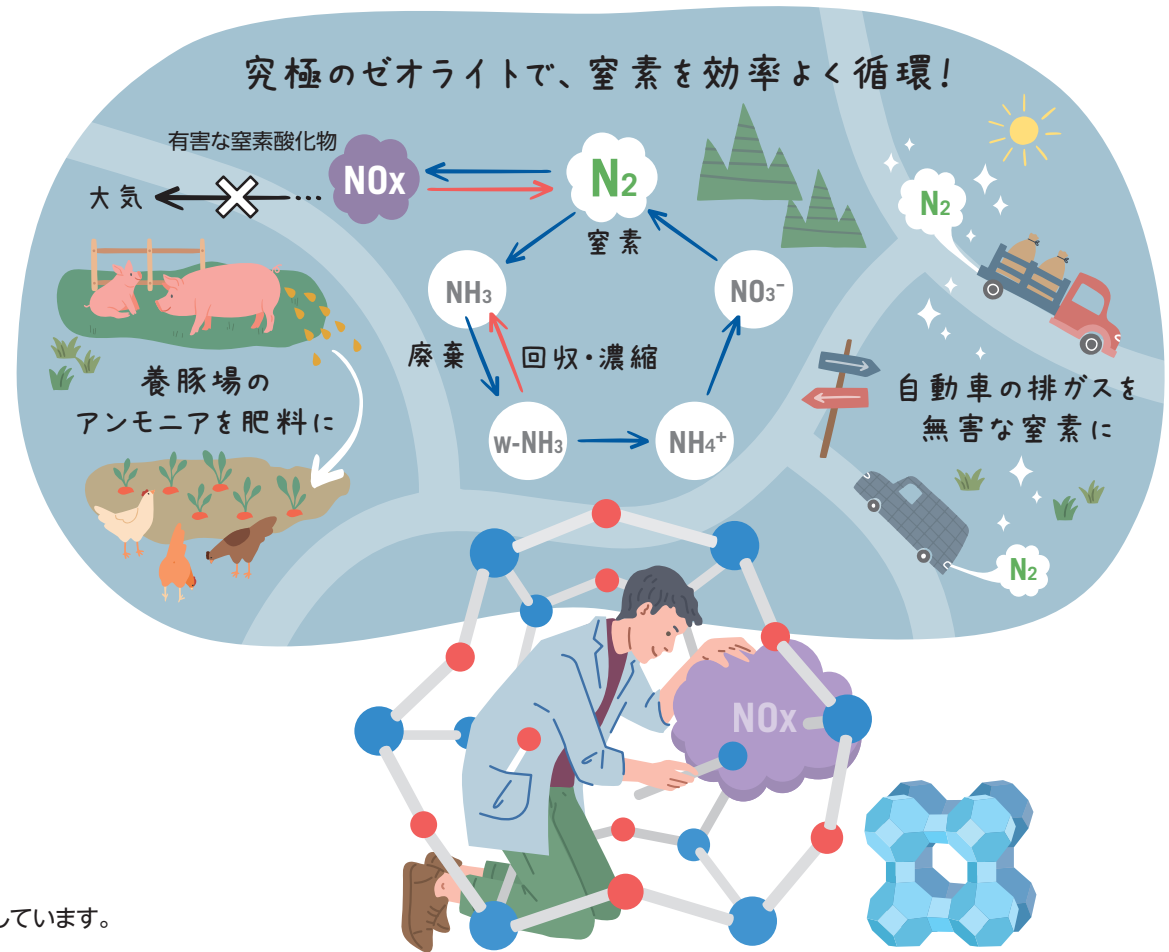 究極のゼオライトで、窒素を効率よく循環!
有害な窒素酸化物
大気
NOx
N2
窒素
NH3
NO3-
廃棄
回収・濃縮
w-NH3
NH4+
養豚場の
アンモニアを肥料に
N2
自動車の排ガスを
無害な窒素に
N2
NOx
しています。